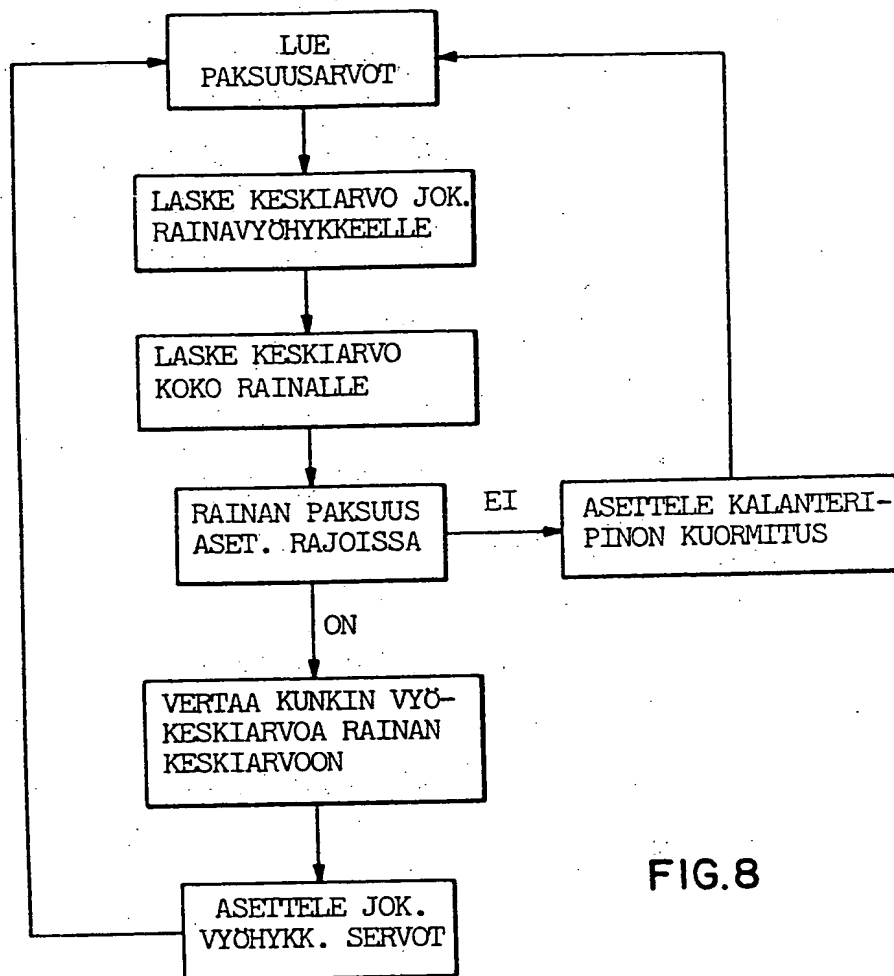 LUE
PAKSUUSARVOT
LASKE KESKIARVO JOK.
RAINAVYÖHYKKEELLE
LASKE KESKIARVO
KOKO RAINALLE
RAINAN PAKSUUS
ASET. RAJOISSA
EI
ASETTELE KALANTERI-
PINON KUORMITUS
ON
VERTAA KUNKIN VYÖ-
KESKIARVOA RAINAN
KESKIARVOON
ASETTELE JOK.
VYÖHYKK. SERVOT
FIG.8